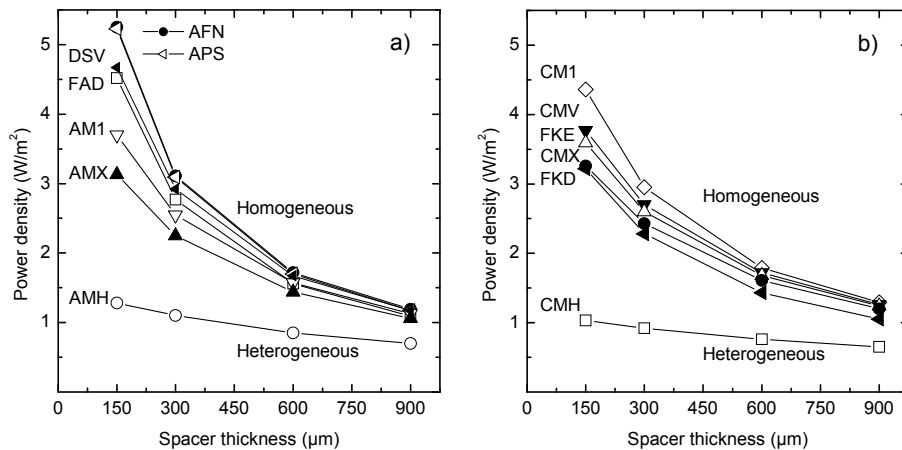 AFN
APS
a)
DSV
FAD
AM1
AMX
AMH
Homogeneous
Heterogeneous
5
4
3
2
1
Power density (W/m²)
0 150 300 450 600 750 900
Spacer thickness (µm)
b)
CM1
CMV
FKE
CMX
FKD
CMH
Homogeneous
Heterogeneous
5
4
3
2
1
Power density (W/m²)
0 150 300 450 600 750 900
Spacer thickness (µm)